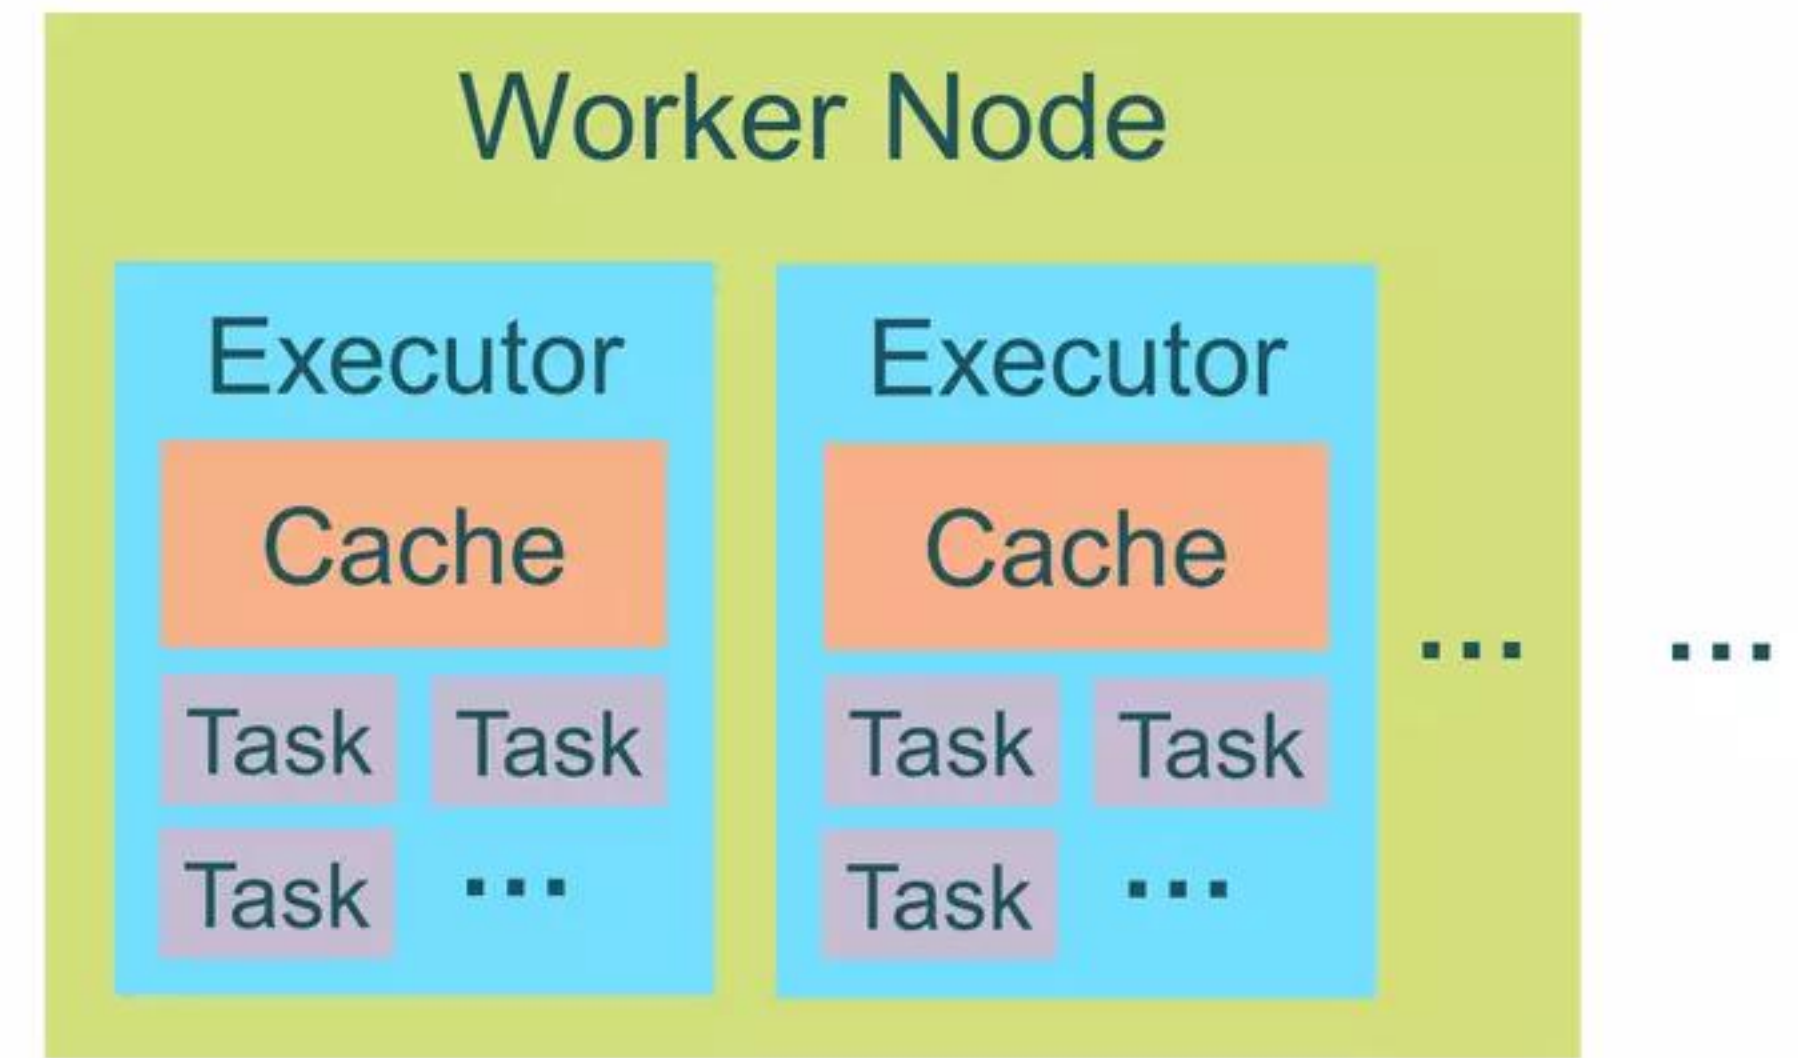 Worker Node
Executor
Cache
Task Task
Task ...
Executor
Cache
Task Task
Task ...
...
...